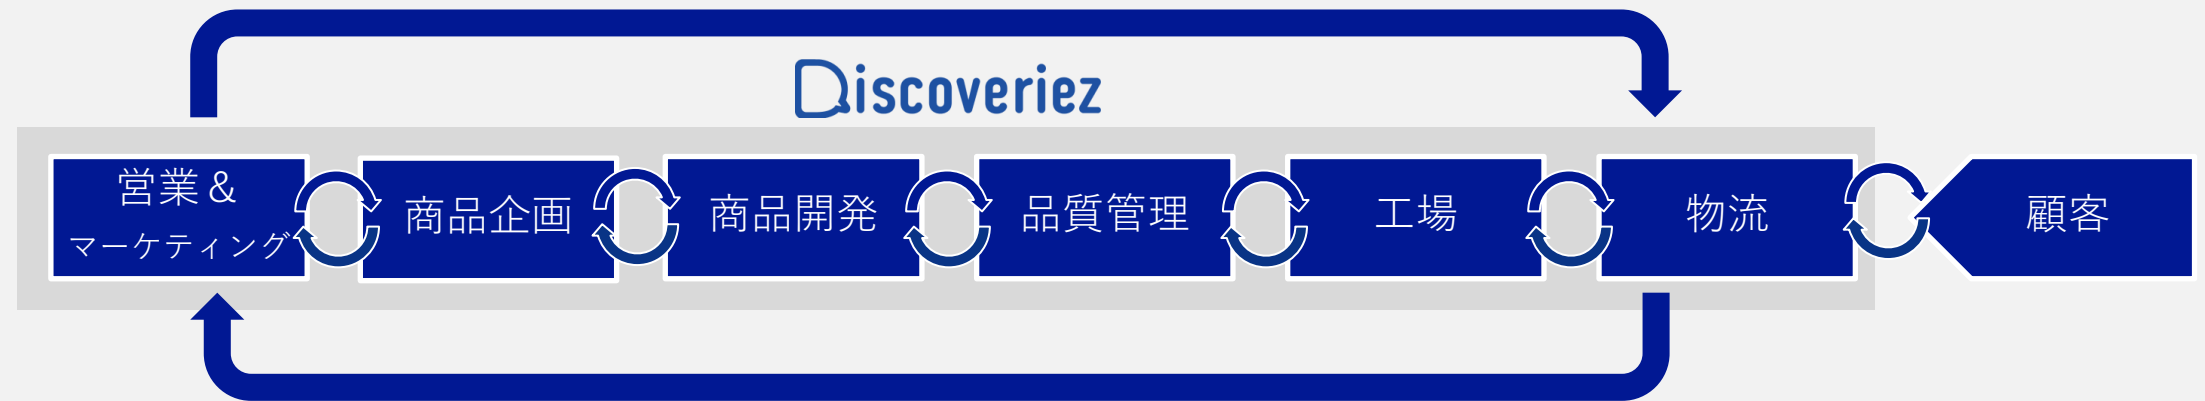 Discoveriez
営業&
マーケティング
商品企画
商品開発
品質管理
工場
物流
顧客